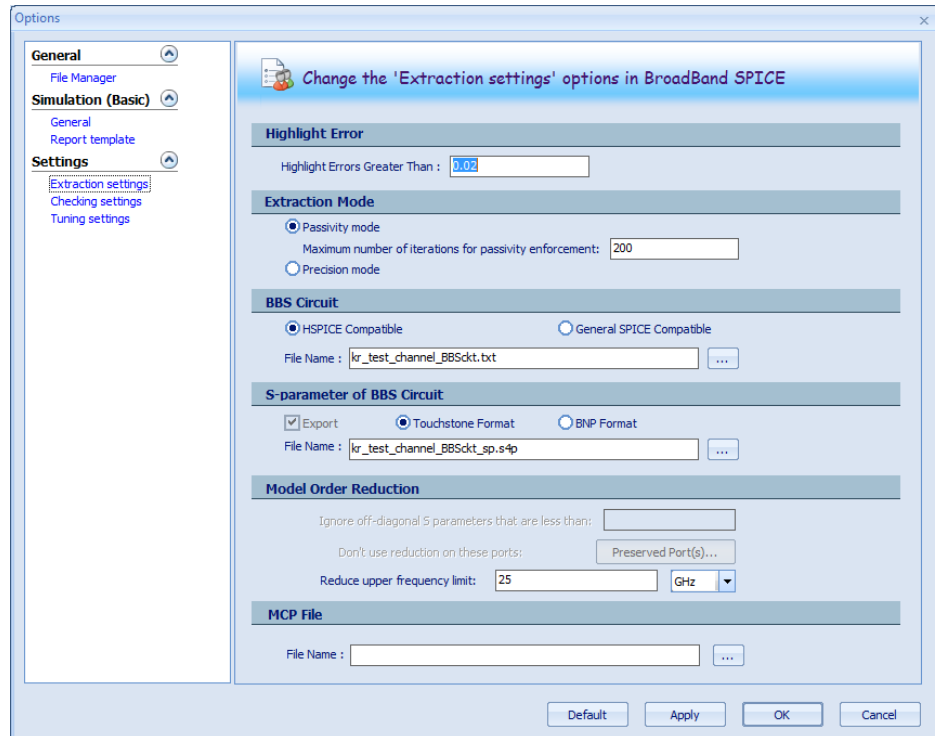 Options
General
File Manager
Simulation (Basic)
General
Report template
Settings
Extraction settings
Checking settings
Tuning settings
Change the 'Extraction settings' options in BroadBand SPICE
Highlight Error
Highlight Errors Greater Than : 0.02
Extraction Mode
Passivity mode
Maximum number of iterations for passivity enforcement: 200
Precision mode
BBS Circuit
HSPICE Compatible General SPICE Compatible
File Name : kr_test_channel_BBSckt.txt ...
S-parameter of BBS Circuit
Export Touchstone Format BNP Format
File Name : kr_test_channel_BBSckt_sp.s4p ...
Model Order Reduction
Ignore off-diagonal S parameters that are less than:
Don't use reduction on these ports: Preserved Port(s)...
Reduce upper frequency limit: 25 GHz
MCP File
File Name : ...
Default Apply OK Cancel